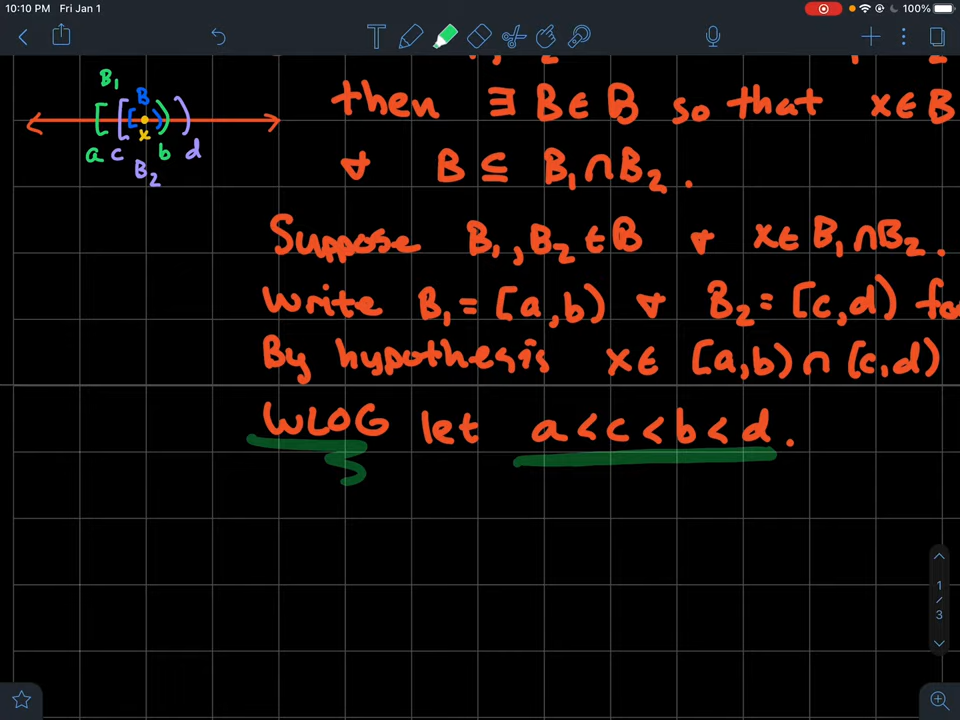 10:10 PM Fri Jan 1
100%
then ∃ B ∈ B so that x ∈ B
& B ⊆ B₁ ∩ B₂ .
Suppose B₁, B₂ ∈ B & x ∈ B₁ ∩ B₂ .
Write B₁ = [a,b) & B₂ = [c,d) for
By hypothesis x ∈ [a,b) ∩ [c,d)
WLOG let a < c < b < d .
B₁
B
x
a c b d
B₂
1
/
3